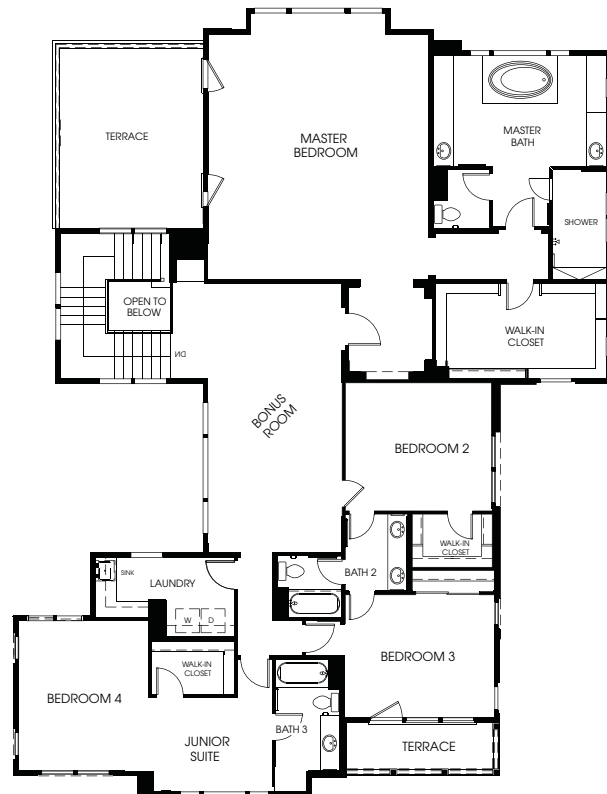 TERRACE
MASTER
BEDROOM
MASTER
BATH
SHOWER
OPEN TO
BELOW
DN
WALK-IN
CLOSET
BONUS
ROOM
BEDROOM 2
WALK-IN
CLOSET
SINK
LAUNDRY
W D
BATH 2
WALK-IN
CLOSET
BEDROOM 3
BEDROOM 4
BATH 3
JUNIOR
SUITE
TERRACE